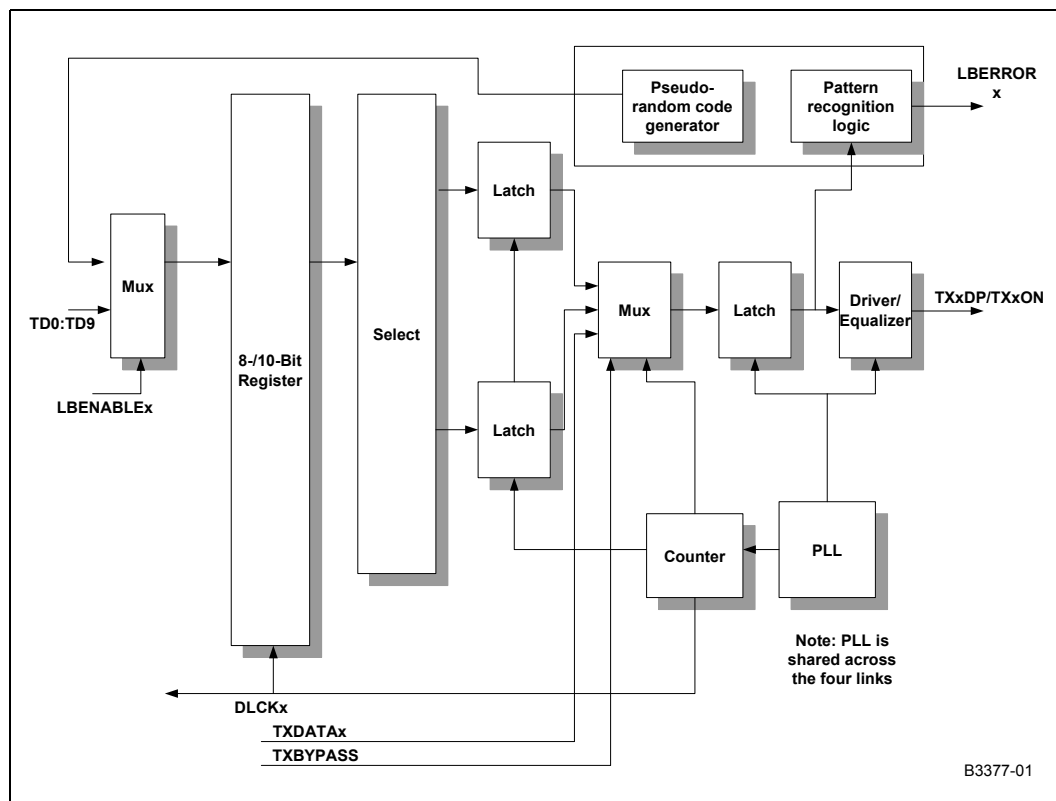 LBERROR
x
Pseudo-
random code
generator
Pattern
recognition
logic
Latch
Mux
TD0:TD9
LBENABLEx
8-/10-Bit
Register
Select
Latch
Mux
Latch
Driver/
Equalizer
TXxDP/TXxON
Counter
PLL
Note: PLL is
shared across
the four links
DLCKx
TXDATAx
TXBYPASS
B3377-01